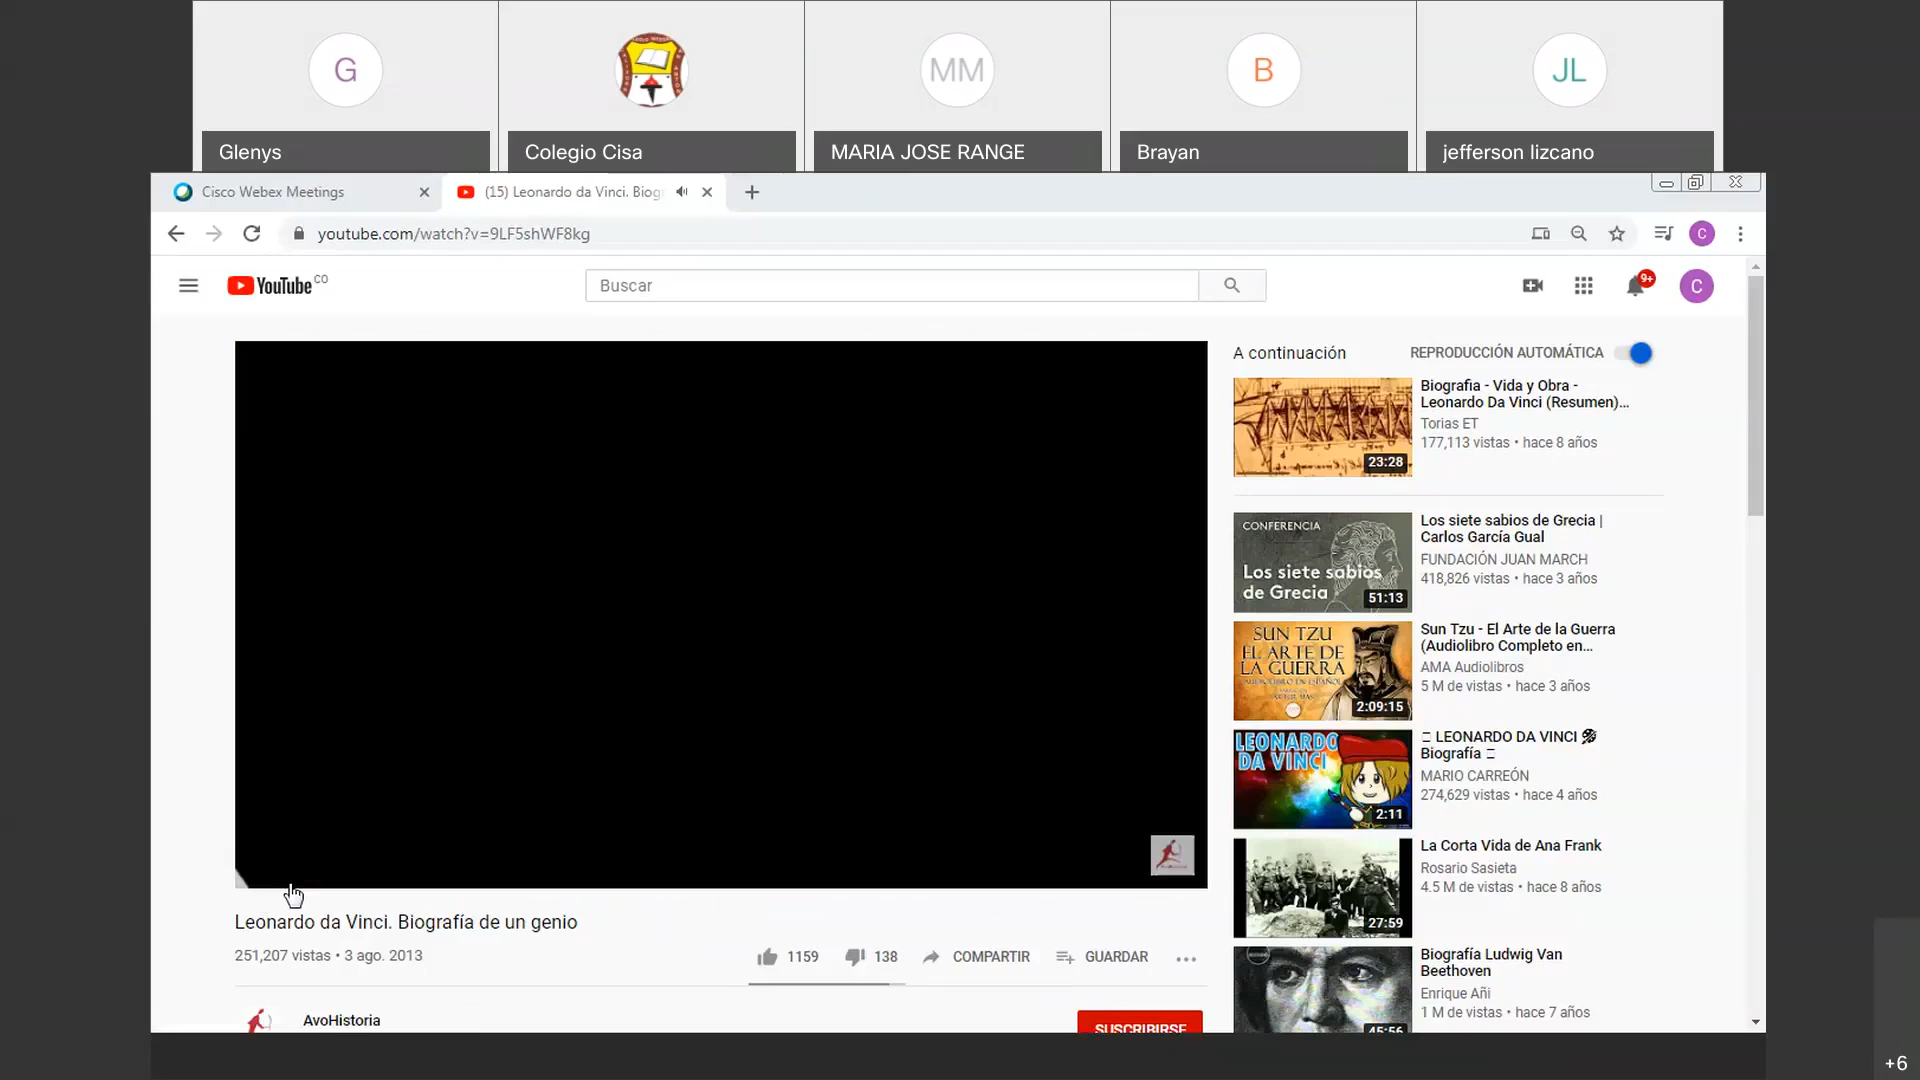 G
MM
B
JL
Glenys
Colegio Cisa
MARIA JOSE RANGE
Brayan
jefferson lizcano
Cisco Webex Meetings
(15) Leonardo da Vinci. Biog
youtube.com/watch?v=9LF5shWF8kg
C
YouTube CO
Buscar
9+
C
A continuación
REPRODUCCIÓN AUTOMÁTICA
Biografia - Vida y Obra -
Leonardo Da Vinci (Resumen)...
Torias ET
177,113 vistas • hace 8 años
23:28
CONFERENCIA
Los siete sabios
de Grecia
51:13
Los siete sabios de Grecia |
Carlos García Gual
FUNDACIÓN JUAN MARCH
418,826 vistas • hace 3 años
SUN TZU
EL ARTE DE
LA GUERRA
AUDIOLIBRO EN ESPAÑOL
2:09:15
Sun Tzu - El Arte de la Guerra
(Audiolibro Completo en...
AMA Audiolibros
5 M de vistas • hace 3 años
LEONARDO
DA VINCI
2:11
LEONARDO DA VINCI
Biografía
MARIO CARREÓN
274,629 vistas • hace 4 años
27:59
La Corta Vida de Ana Frank
Rosario Sasieta
4.5 M de vistas • hace 8 años
45:56
Biografía Ludwig Van
Beethoven
Enrique Añi
1 M de vistas • hace 7 años
Leonardo da Vinci. Biografía de un genio
251,207 vistas • 3 ago. 2013
1159
138
COMPARTIR
GUARDAR
AvoHistoria
SUSCRIBIRSE
+6